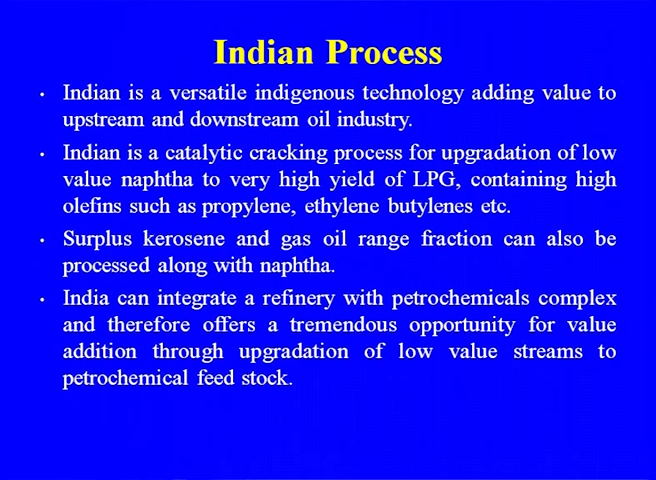 Indian Process
• Indian is a versatile indigenous technology adding value to
upstream and downstream oil industry.
• Indian is a catalytic cracking process for upgradation of low
value naphtha to very high yield of LPG, containing high
olefins such as propylene, ethylene butylenes etc.
• Surplus kerosene and gas oil range fraction can also be
processed along with naphtha.
• India can integrate a refinery with petrochemicals complex
and therefore offers a tremendous opportunity for value
addition through upgradation of low value streams to
petrochemical feed stock.